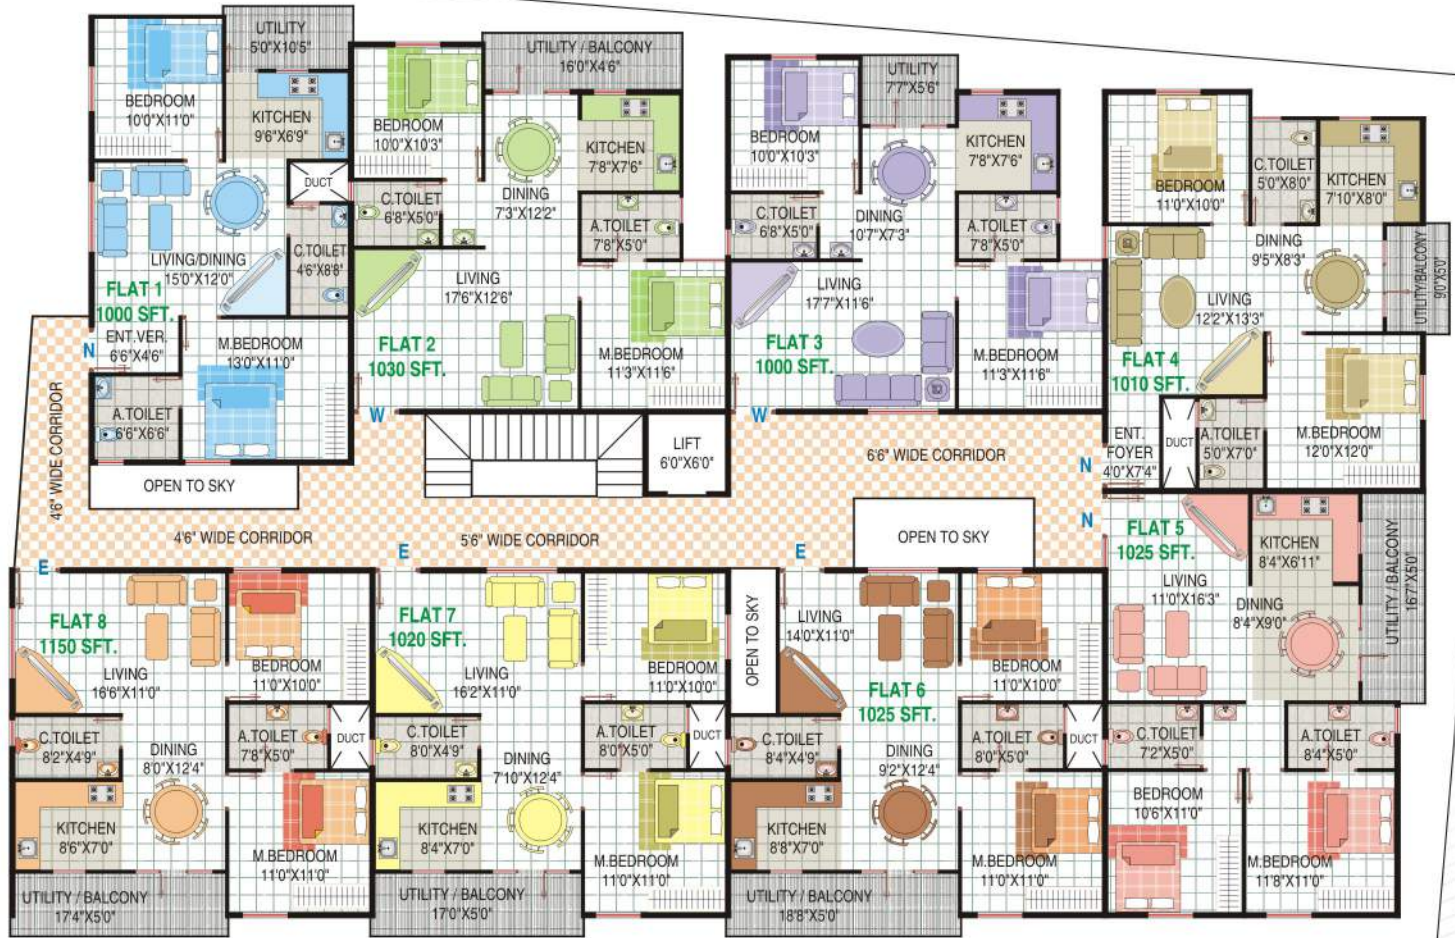 BEDROOM
10'0"X11'0"
UTILITY
5'0"X10'5"
KITCHEN
9'6"X6'9"
DUCT
C.TOILET
4'6"X8'8"
LIVING/DINING
15'0"X12'0"
FLAT 1
1000 SFT.
ENT.VER.
6'6"X4'6"
N
M.BEDROOM
13'0"X11'0"
A.TOILET
6'6"X6'6"
OPEN TO SKY
4'6" WIDE CORRIDOR
4'6" WIDE CORRIDOR
BEDROOM
10'0"X10'3"
UTILITY / BALCONY
16'0"X4'6"
KITCHEN
7'8"X7'6"
DINING
7'3"X12'2"
C.TOILET
6'8"X5'0"
A.TOILET
7'8"X5'0"
LIVING
17'6"X12'6"
FLAT 2
1030 SFT.
M.BEDROOM
11'3"X11'6"
W
LIFT
6'0"X6'0"
5'6" WIDE CORRIDOR
BEDROOM
10'0"X10'3"
UTILITY
7'7"X5'6"
KITCHEN
7'8"X7'6"
C.TOILET
6'8"X5'0"
DINING
10'7"X7'3"
A.TOILET
7'8"X5'0"
LIVING
17'7"X11'6"
FLAT 3
1000 SFT.
M.BEDROOM
11'3"X11'6"
W
6'6" WIDE CORRIDOR
OPEN TO SKY
BEDROOM
11'0"X10'0"
C.TOILET
5'0"X8'0"
KITCHEN
7'10"X8'0"
DINING
9'5"X8'3"
UTILITY/BALCONY
9'0"X5'0"
LIVING
12'2"X13'3"
FLAT 4
1010 SFT.
ENT.
FOYER
4'0"X7'4"
N
DUCT
A.TOILET
5'0"X7'0"
M.BEDROOM
12'0"X12'0"
N
FLAT 5
1025 SFT.
KITCHEN
8'4"X6'11"
LIVING
11'0"X16'3"
DINING
8'4"X9'0"
UTILITY / BALCONY
16'7"X5'0"
C.TOILET
7'2"X5'0"
A.TOILET
8'4"X5'0"
BEDROOM
10'6"X11'0"
M.BEDROOM
11'8"X11'0"
E
FLAT 8
1150 SFT.
LIVING
16'6"X11'0"
BEDROOM
11'0"X10'0"
C.TOILET
8'2"X4'9"
DINING
8'0"X12'4"
A.TOILET
7'8"X5'0"
DUCT
KITCHEN
8'6"X7'0"
M.BEDROOM
11'0"X11'0"
UTILITY / BALCONY
17'4"X5'0"
E
FLAT 7
1020 SFT.
LIVING
16'2"X11'0"
BEDROOM
11'0"X10'0"
C.TOILET
8'0"X4'9"
DINING
7'10"X12'4"
A.TOILET
8'0"X5'0"
DUCT
KITCHEN
8'4"X7'0"
M.BEDROOM
11'0"X11'0"
UTILITY / BALCONY
17'0"X5'0"
OPEN TO SKY
E
LIVING
14'0"X11'0"
FLAT 6
1025 SFT.
BEDROOM
11'0"X10'0"
C.TOILET
8'4"X4'9"
DINING
9'2"X12'4"
A.TOILET
8'0"X5'0"
DUCT
KITCHEN
8'8"X7'0"
M.BEDROOM
11'0"X11'0"
UTILITY / BALCONY
18'8"X5'0"